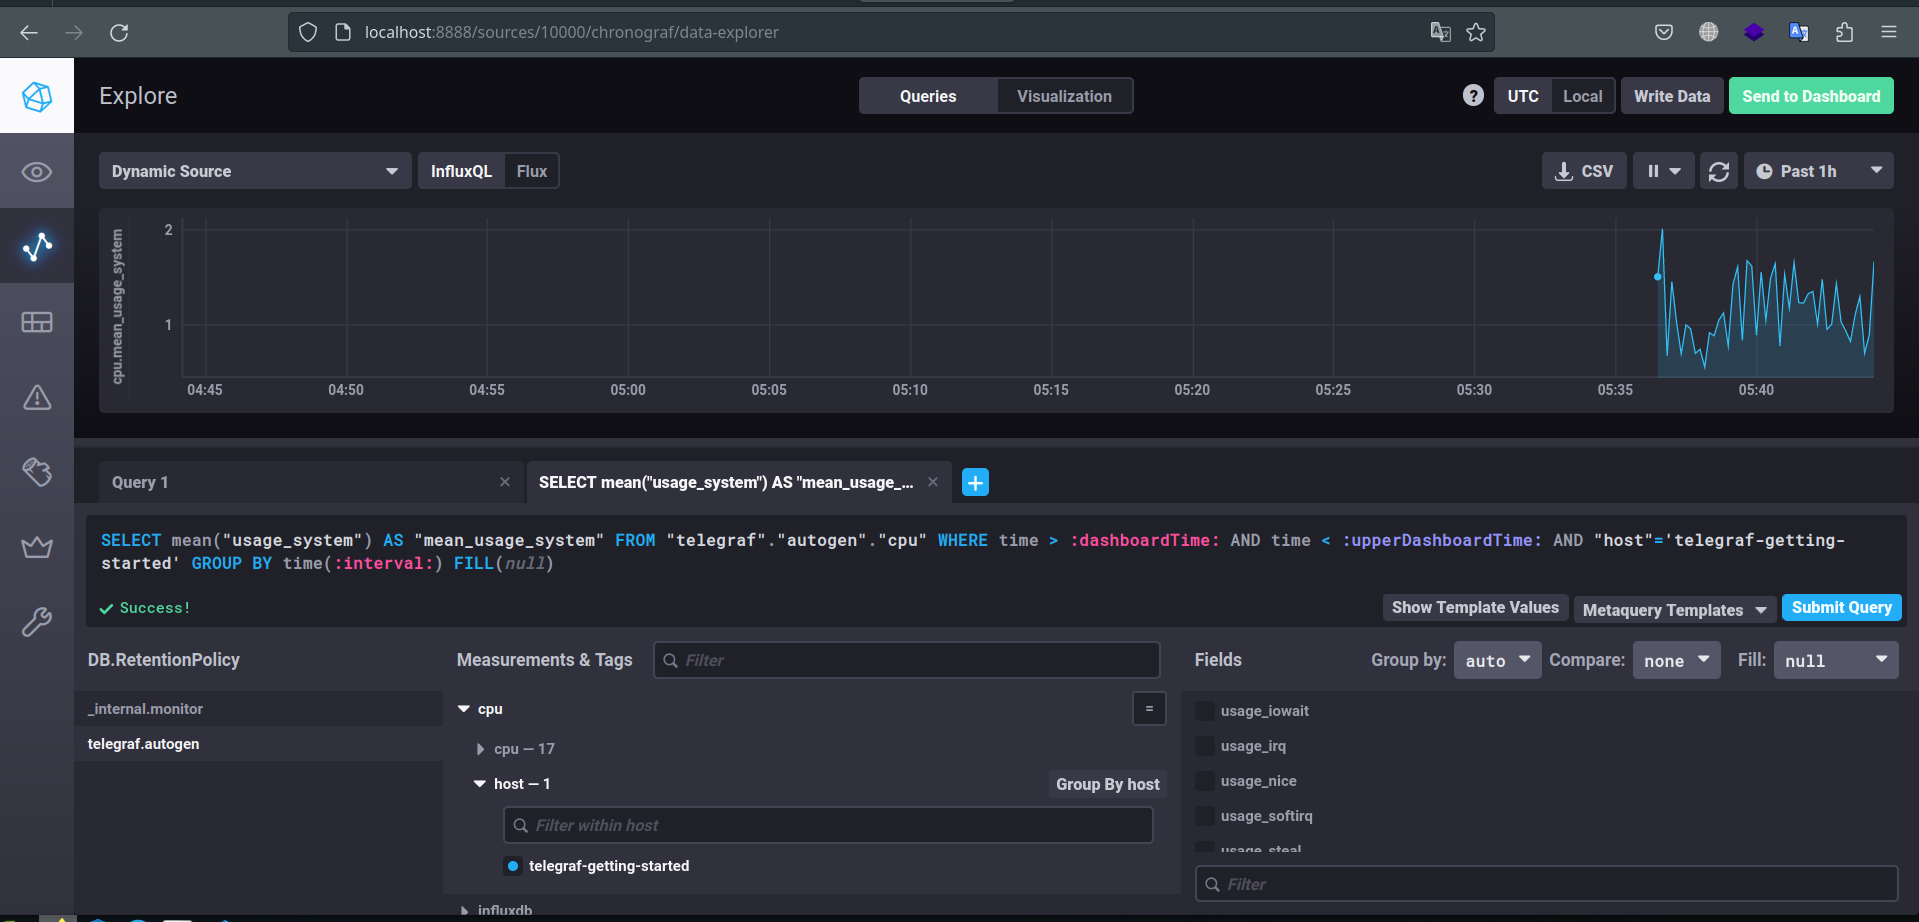 localhost:8888/sources/10000/chronograf/data-explorer
Explore
Queries
Visualization
?
UTC
Local
Write Data
Send to Dashboard
Dynamic Source
InfluxQL
Flux
CSV
Past 1h
cpu.mean_usage_system
2
1
04:45 04:50 04:55 05:00 05:05 05:10 05:15 05:20 05:25 05:30 05:35 05:40
Query 1
SELECT mean("usage_system") AS "mean_usage_...
SELECT mean("usage_system") AS "mean_usage_system" FROM "telegraf"."autogen"."cpu" WHERE time > :dashboardTime: AND time < :upperDashboardTime: AND "host"='telegraf-getting-
started' GROUP BY time(:interval:) FILL(null)
Success!
Show Template Values
Metaquery Templates
Submit Query
DB.RetentionPolicy
Measurements & Tags
Filter
Fields
Group by: auto
Compare: none
Fill: null
_internal.monitor
telegraf.autogen
cpu
=
cpu — 17
host — 1
Group By host
Filter within host
telegraf-getting-started
influxdb
usage_iowait
usage_irq
usage_nice
usage_softirq
usage_steal
Filter